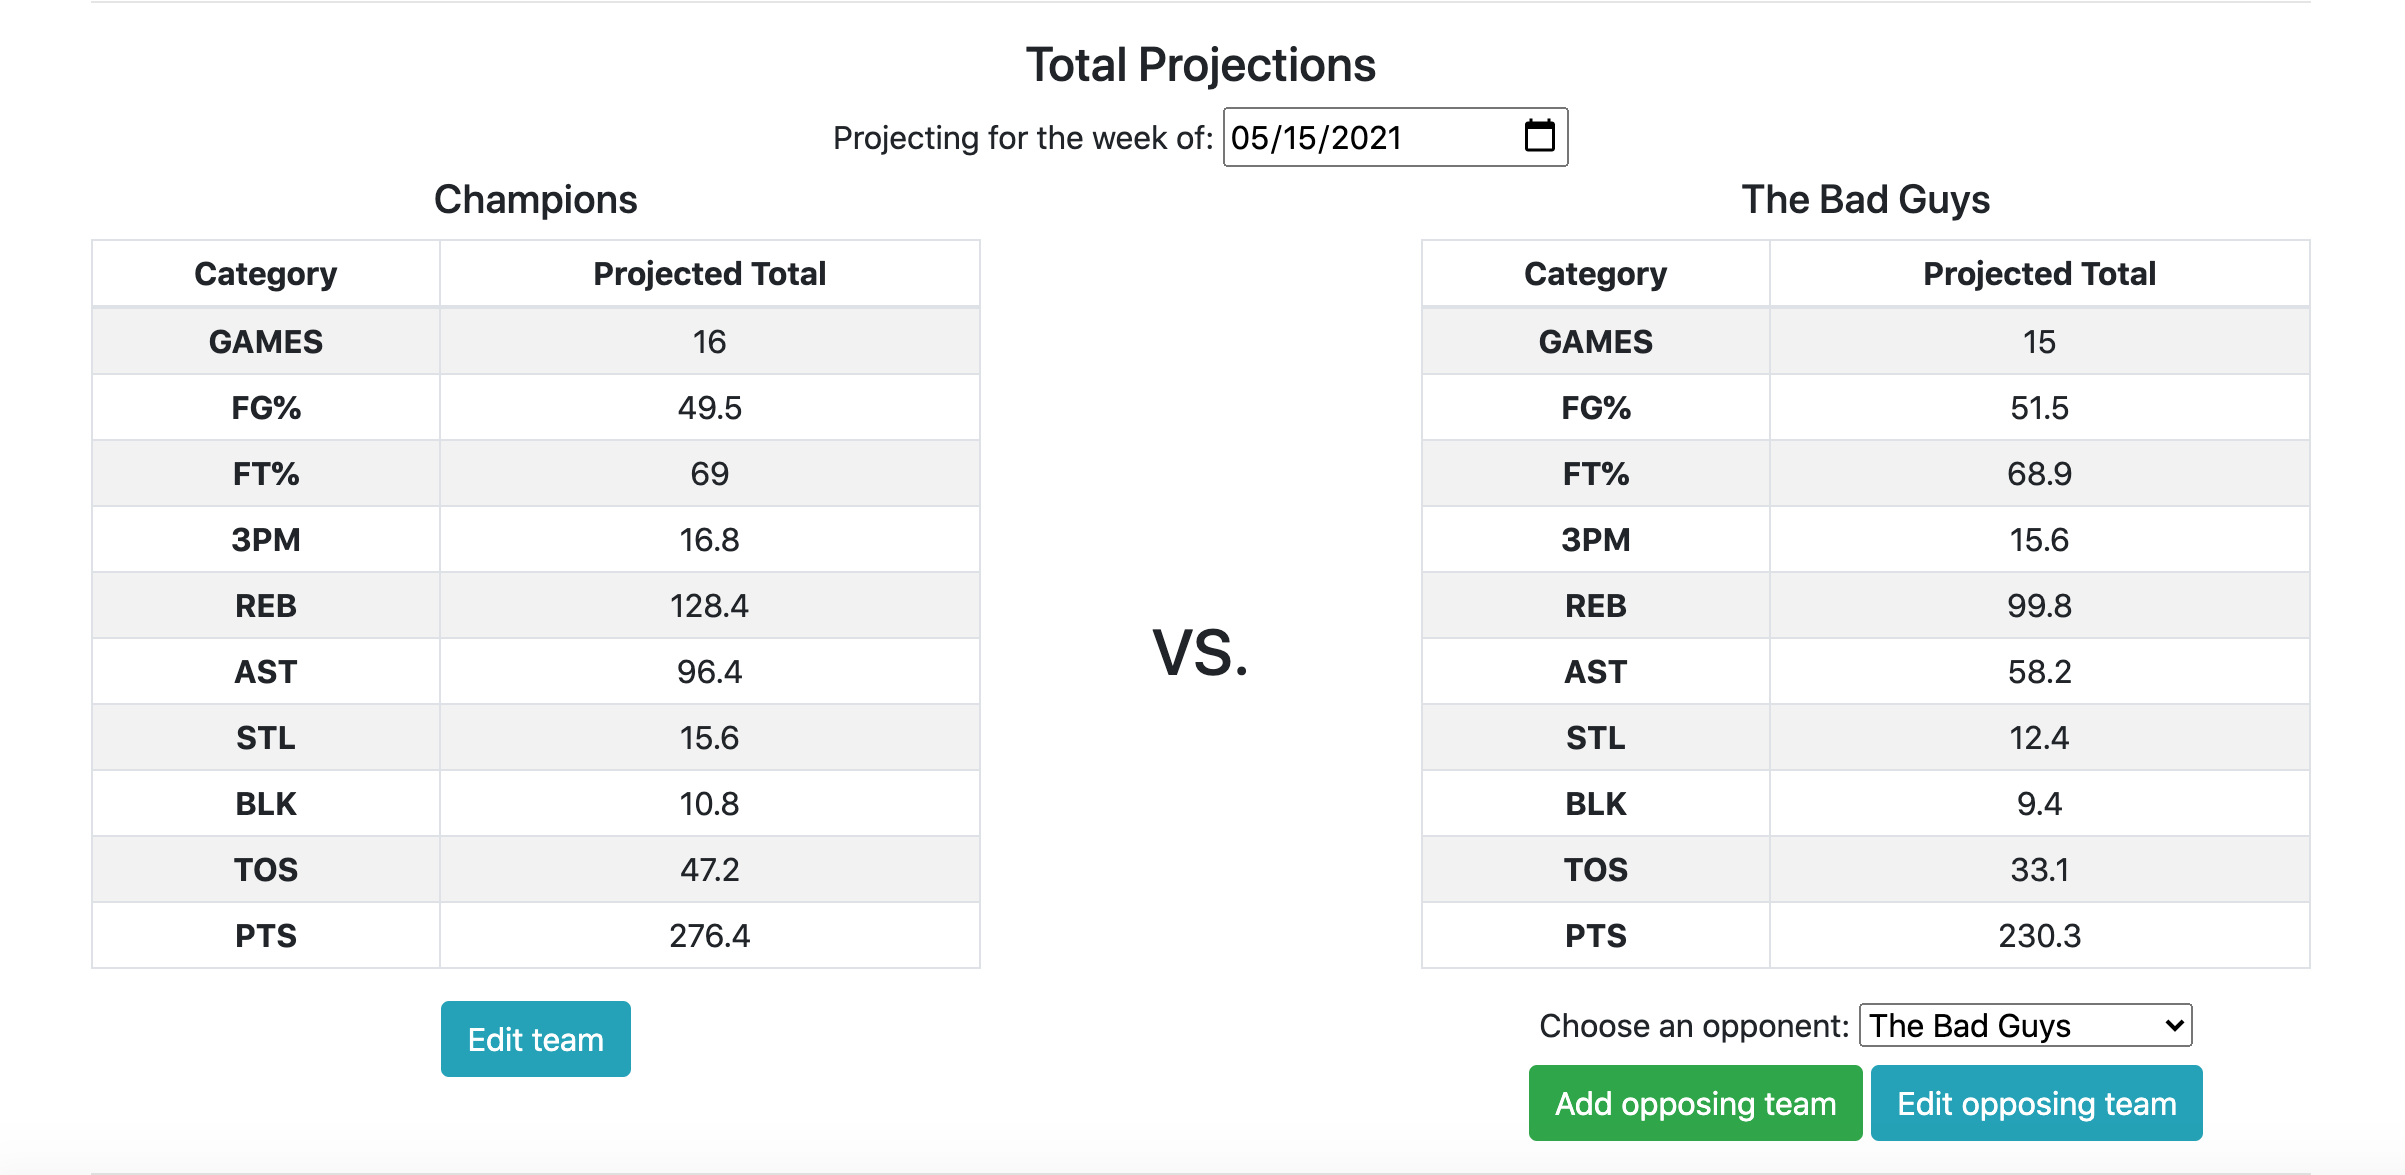 Total Projections
Projecting for the week of: 05/15/2021
Champions
Category Projected Total
GAMES 16
FG% 49.5
FT% 69
3PM 16.8
REB 128.4
AST 96.4
STL 15.6
BLK 10.8
TOS 47.2
PTS 276.4
Edit team
VS.
The Bad Guys
Category Projected Total
GAMES 15
FG% 51.5
FT% 68.9
3PM 15.6
REB 99.8
AST 58.2
STL 12.4
BLK 9.4
TOS 33.1
PTS 230.3
Choose an opponent: The Bad Guys
Add opposing team Edit opposing team